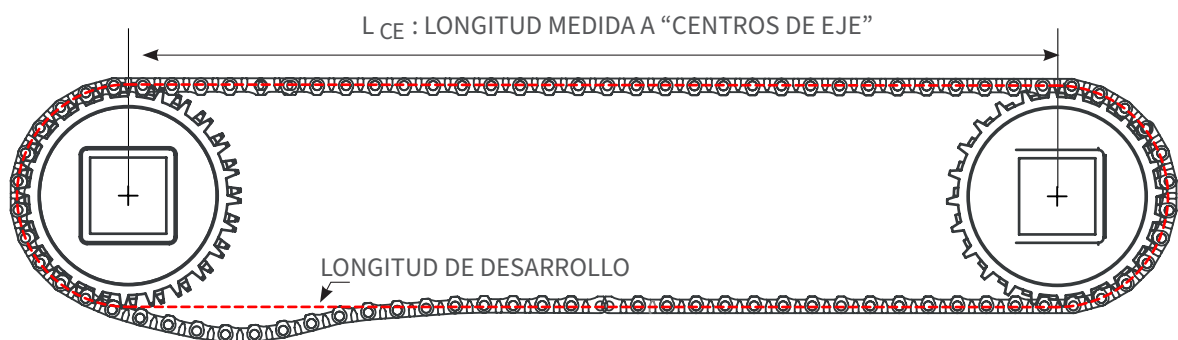 L CE : LONGITUD MEDIDA A “CENTROS DE EJE”
LONGITUD DE DESARROLLO